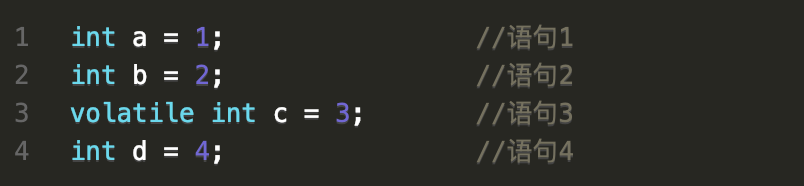 1 int a = 1; //语句1
2 int b = 2; //语句2
3 volatile int c = 3; //语句3
4 int d = 4; //语句4